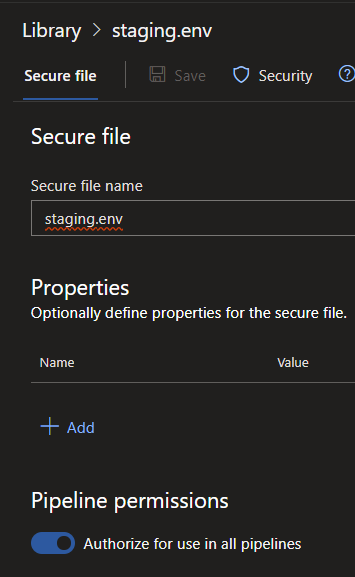 Library > staging.env
Secure file Save Security
Secure file
Secure file name
staging.env
Properties
Optionally define properties for the secure file.
Name Value
+ Add
Pipeline permissions
Authorize for use in all pipelines